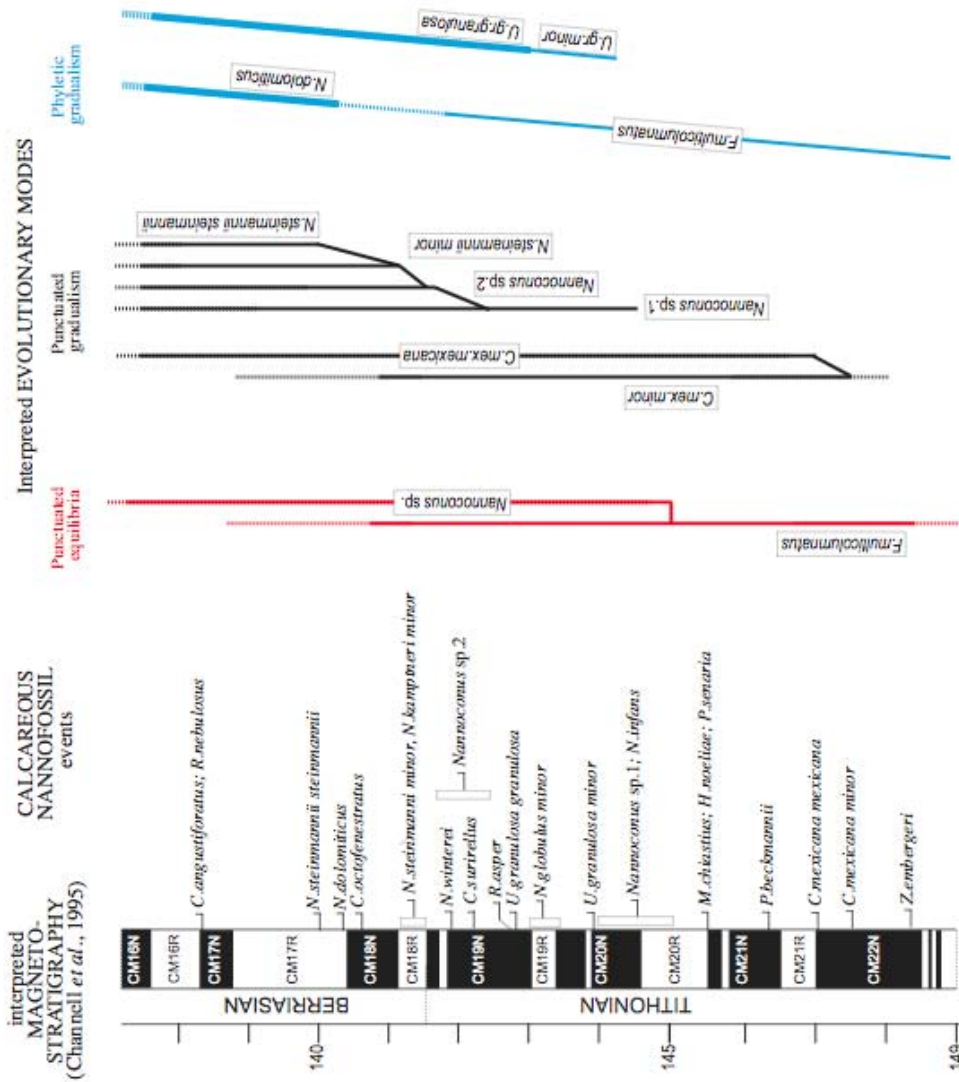 Interpreted EVOLUTIONARY MODES
Phyletic
gradualism
Punctuated
gradualism
Punctuated
equilibria
U.gr.granulosa
U.gr.minor
N.dolomiticus
F.multicolumnatus
N.steinmannii steinmannii
N.steinamnnii minor
Nannoconus sp.2
Nannoconus sp.1
C.mex.mexicana
C.mex.minor
Nannoconus sp.
F.multicolumnatus
CALCAREOUS
NANNOFOSSIL
events
C.angustiforatus; R.nebulosus
N.steinmannii steinmannii
N.dolomiticus
C.octofenestratus
N.steinmanni minor, N.kamptneri minor
N.winterei
Nannoconus sp.2
C.surirellus
R.asper
U.granulosa granulosa
N.globulus minor
U.granulosa minor
Nannoconus sp.1; N.infans
M.chiastius; H.noeliae; P.senaria
P.beckmannii
C.mexicana mexicana
C.mexicana minor
Z.embergeri
interpreted
MAGNETO-
STRATIGRAPHY
(Channell et al., 1995)
CM16N
CM16R
CM17N
CM17R
CM18N
CM18R
CM19N
CM19R
CM20N
CM20R
CM21N
CM21R
CM22N
BERRIASIAN
TITHONIAN
140
145
149